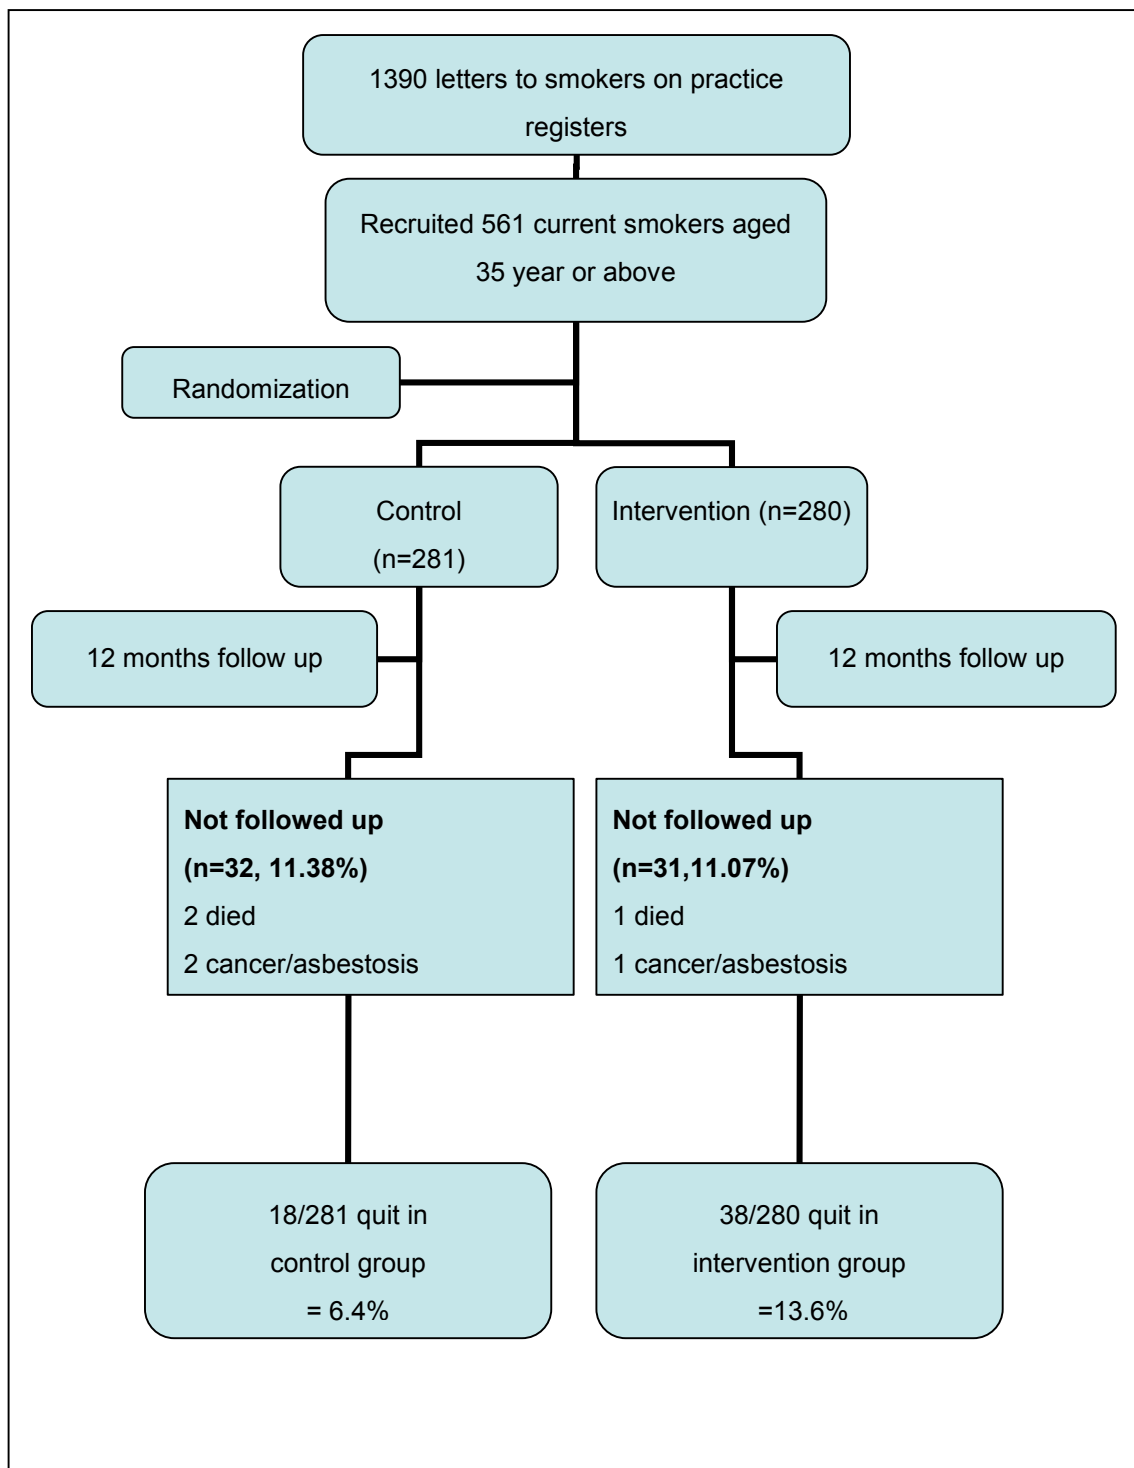 1390 letters to smokers on practice
registers
Recruited 561 current smokers aged
35 year or above
Randomization
Control
(n=281)
Intervention (n=280)
12 months follow up
12 months follow up
Not followed up
(n=32, 11.38%)
2 died
2 cancer/asbestosis
Not followed up
(n=31,11.07%)
1 died
1 cancer/asbestosis
18/281 quit in
control group
= 6.4%
38/280 quit in
intervention group
=13.6%